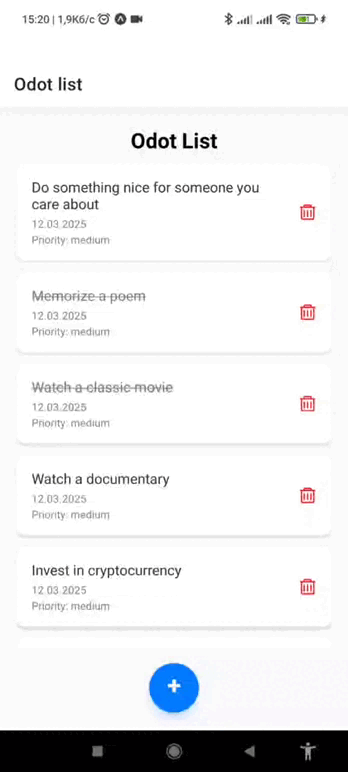 15:20 | 1,9Кб/с
Odot list
Odot List
Do something nice for someone you
care about
12.03.2025
Priority: medium
Memorize a poem
12.03.2025
Priority: medium
Watch a classic movie
12.03.2025
Priority: medium
Watch a documentary
12.03.2025
Priority: medium
Invest in cryptocurrency
12.03.2025
Priority: medium